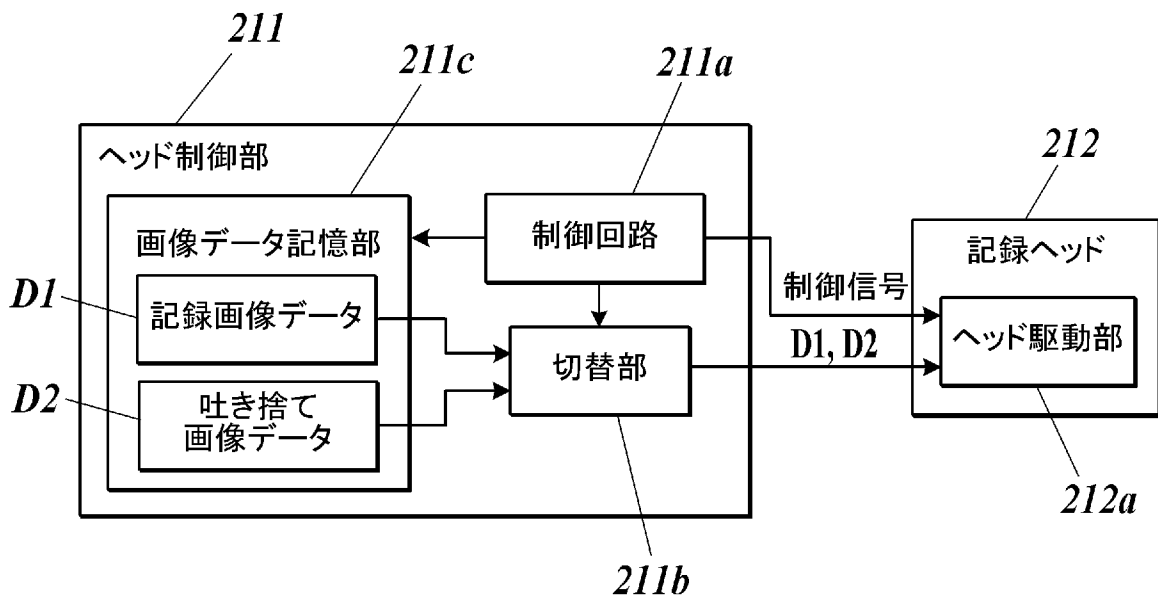 211
211c
211a
ヘッド制御部
212
画像データ記憶部
制御回路
記録ヘッド
D1
記録画像データ
制御信号
切替部
D1, D2
ヘッド駆動部
D2
吐き捨て
画像データ
212a
211b